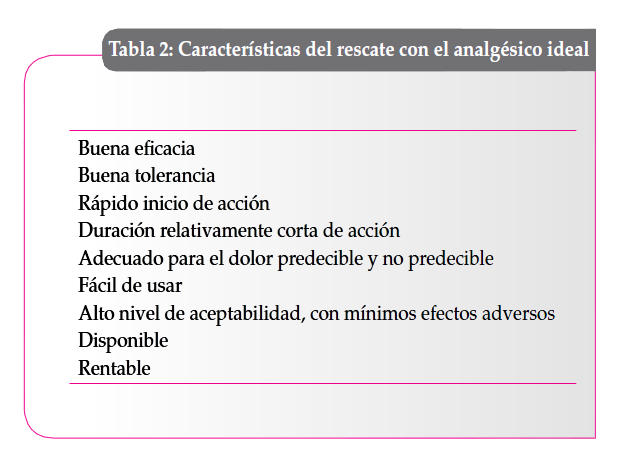 Tabla 2: Características del rescate con el analgésico ideal
Buena eficacia
Buena tolerancia
Rápido inicio de acción
Duración relativamente corta de acción
Adecuado para el dolor predecible y no predecible
Fácil de usar
Alto nivel de aceptabilidad, con mínimos efectos adversos
Disponible
Rentable